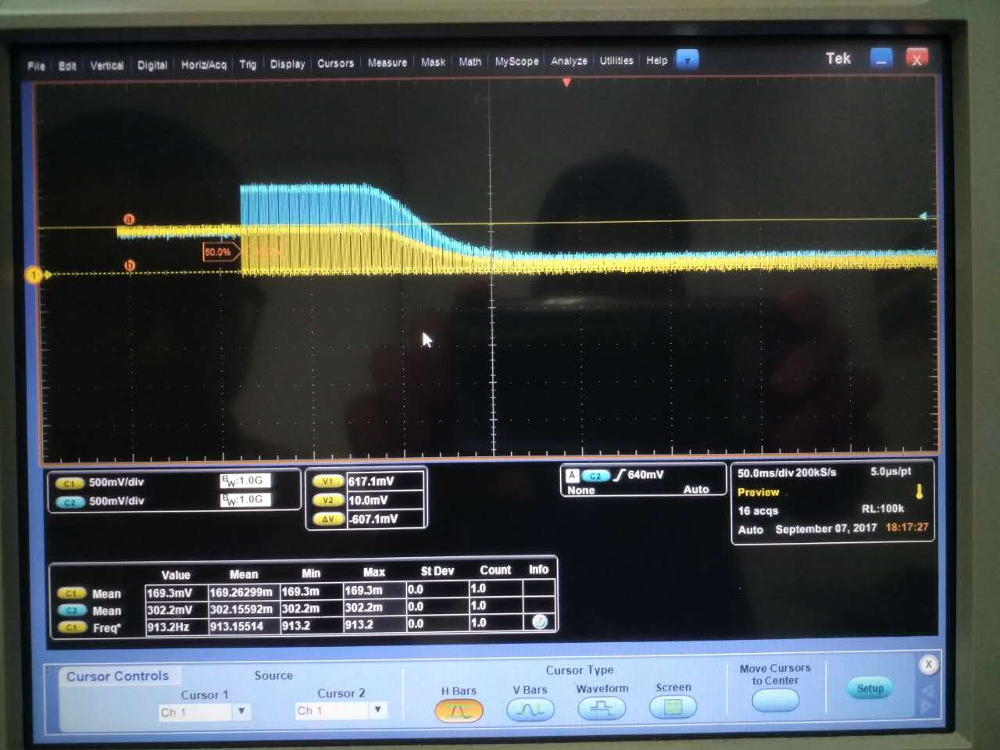 File Edit Vertical Digital Horiz/Acq Trig Display Cursors Measure Mask Math MyScope Analyze Utilities Help Tek X
a
50.0%
b
1
C1 500mV/div BW:1.0G
C2 500mV/div BW:1.0G
V1 617.1mV
V2 10.0mV
ΔV -607.1mV
A C2 640mV
None Auto
50.0ms/div 200kS/s 5.0µs/pt
Preview
16 acqs RL:100k
Auto September 07, 2017 18:17:27
Value Mean Min Max St Dev Count Info
C1 Mean 169.3mV 169.26299m 169.3m 169.3m 0.0 1.0
C2 Mean 302.2mV 302.15592m 302.2m 302.2m 0.0 1.0
C1 Freq* 913.2Hz 913.15514 913.2 913.2 0.0 1.0
X
Cursor Controls
Source
Cursor 1
Ch 1
Cursor 2
Ch 1
Cursor Type
H Bars
V Bars
Waveform
Screen
Move Cursors
to Center
Setup